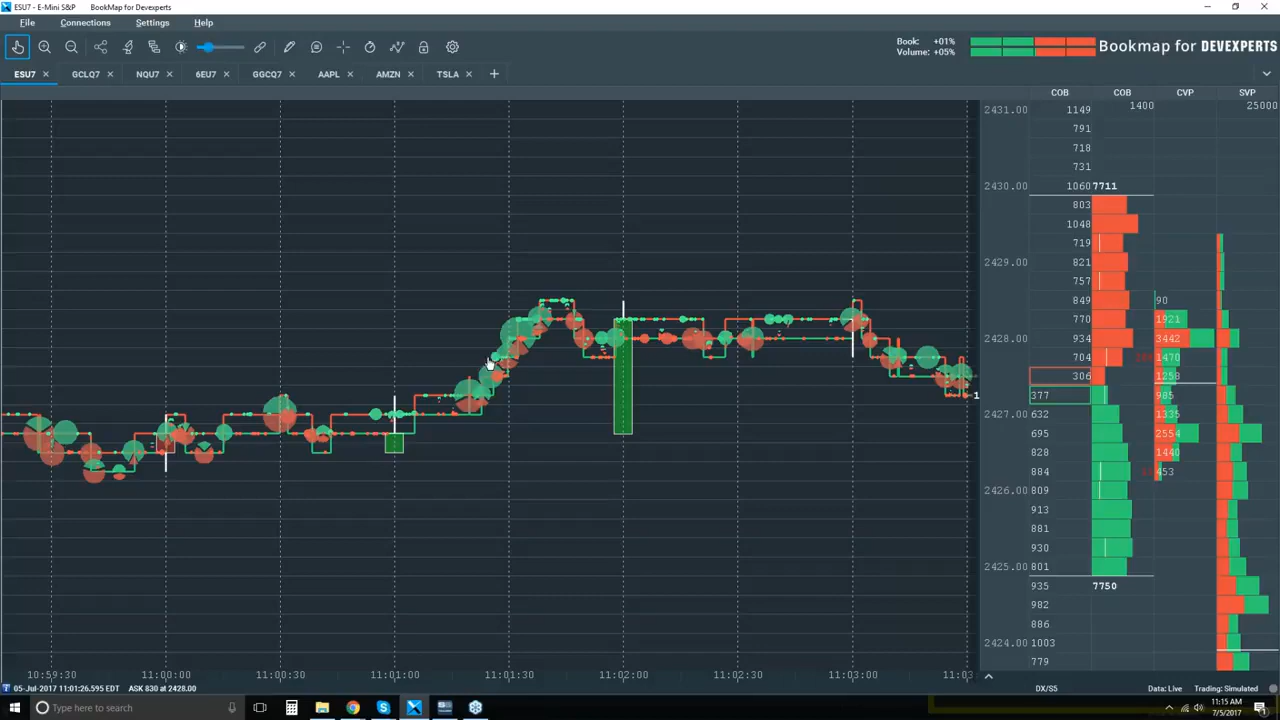 ESU7 - E-Mini S&P
BookMap for Devexperts
File Connections Settings Help
Book: +01%
Volume: +05%
Bookmap for DEVEXPERTS
ESU7 GCLQ7 NQU7 6EU7 GGCQ7 AAPL AMZN TSLA
COB COB CVP SVP
1400 25000
2431.00 1149
791
718
731
2430.00 1060 7711
803
1048
719
2429.00 821
757
849 90
770 1921
2428.00 934 3442
704 1470
306 1258
377 985
2427.00 632 1335
695 2554
828 1440
884 453
2426.00 809
913
881
930
2425.00 801
935 7750
982
886
2424.00 1003
779
1
10:59:30 11:00:00 11:00:30 11:01:00 11:01:30 11:02:00 11:02:30 11:03:00 11:03
05-Jul-2017 11:01:26.595 EDT ASK 830 at 2428.00
DX/S5 Data: Live Trading: Simulated
Type here to search
11:15 AM
7/5/2017